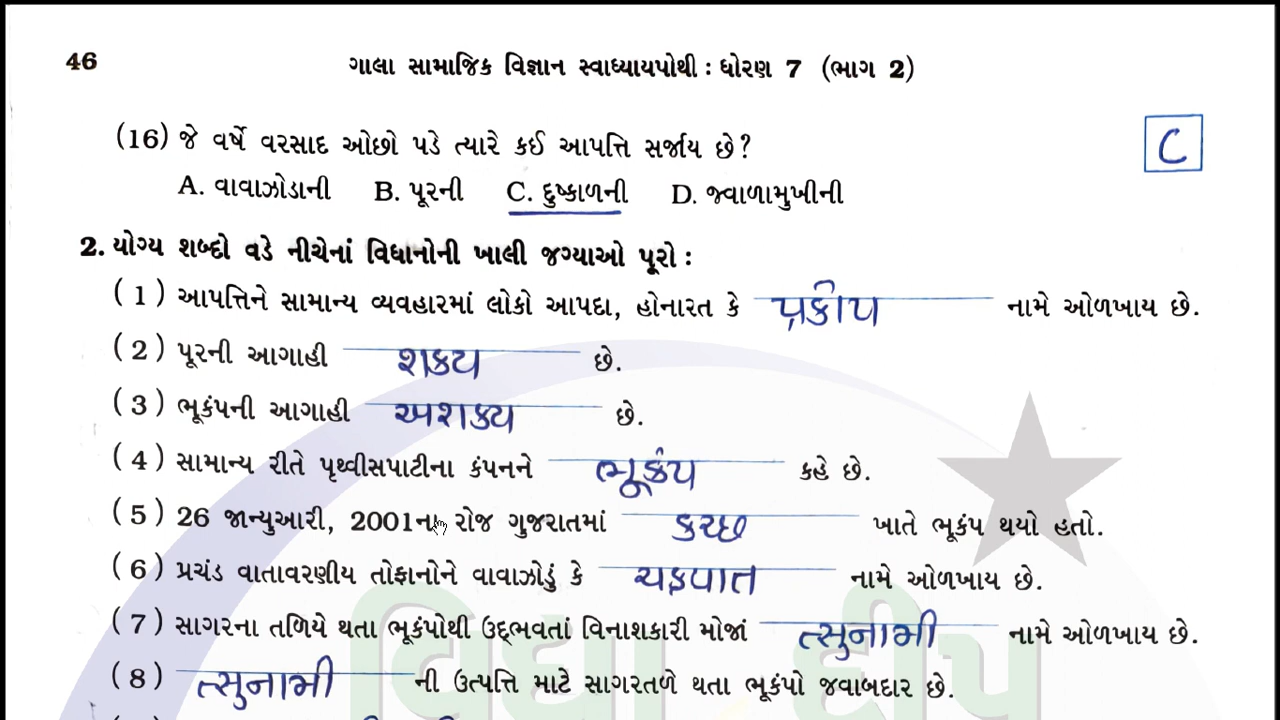 46
ગાલા સામાજિક વિજ્ઞાન સ્વાધ્યાયપોથી : ધોરણ 7 (ભાગ 2)
(16) જે વર્ષે વરસાદ ઓછો પડે ત્યારે કઈ આપત્તિ સર્જાય છે? C
A. વાવાઝોડાની B. પૂરની C. દુષ્કાળની D. જ્વાળામુખીની
2. યોગ્ય શબ્દો વડે નીચેનાં વિધાનોની ખાલી જગ્યાઓ પૂરો :
( 1 ) આપત્તિને સામાન્ય વ્યવહારમાં લોકો આપદા, હોનારત કે પ્રકોપ નામે ઓળખાય છે.
( 2 ) પૂરની આગાહી શક્ય છે.
( 3 ) ભૂકંપની આગાહી અશક્ય છે.
( 4 ) સામાન્ય રીતે પૃથ્વીસપાટીના કંપનને ભૂકંપ કહે છે.
( 5 ) 26 જાન્યુઆરી, 2001ના રોજ ગુજરાતમાં કચ્છ ખાતે ભૂકંપ થયો હતો.
( 6 ) પ્રચંડ વાતાવરણીય તોફાનોને વાવાઝોડું કે ચક્રવાત નામે ઓળખાય છે.
( 7 ) સાગરના તળિયે થતા ભૂકંપોથી ઉદ્ભવતાં વિનાશકારી મોજાં ત્સુનામી નામે ઓળખાય છે.
( 8 ) ત્સુનામી ની ઉત્પત્તિ માટે સાગરતળે થતા ભૂકંપો જવાબદાર છે.
વિદ્યા દીપ